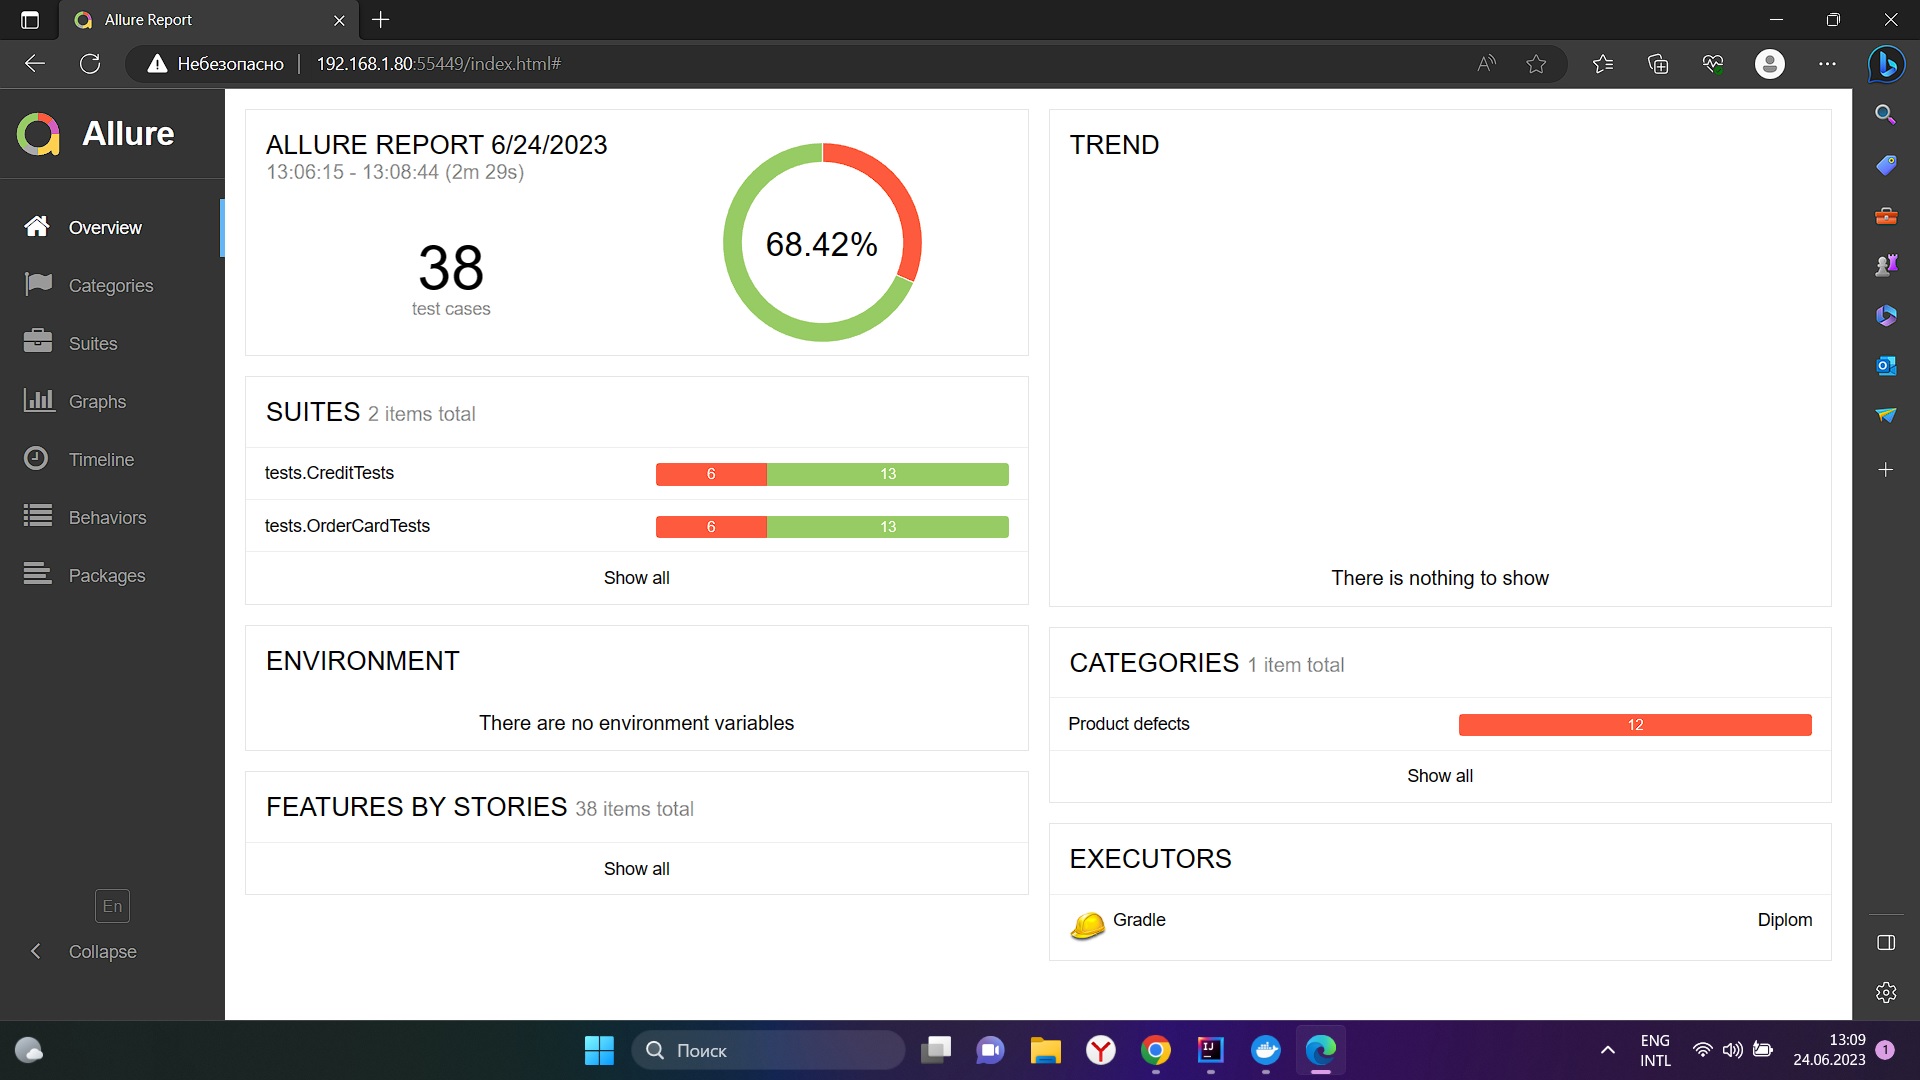 Allure Report
Небезопасно
192.168.1.80:55449/index.html#
Allure
Overview
Categories
Suites
Graphs
Timeline
Behaviors
Packages
En
Collapse
ALLURE REPORT 6/24/2023
13:06:15 - 13:08:44 (2m 29s)
38
test cases
68.42%
SUITES 2 items total
tests.CreditTests 6 13
tests.OrderCardTests 6 13
Show all
ENVIRONMENT
There are no environment variables
FEATURES BY STORIES 38 items total
Show all
TREND
There is nothing to show
CATEGORIES 1 item total
Product defects 12
Show all
EXECUTORS
Gradle Diplom
Поиск
ENG
INTL
13:09
24.06.2023
1